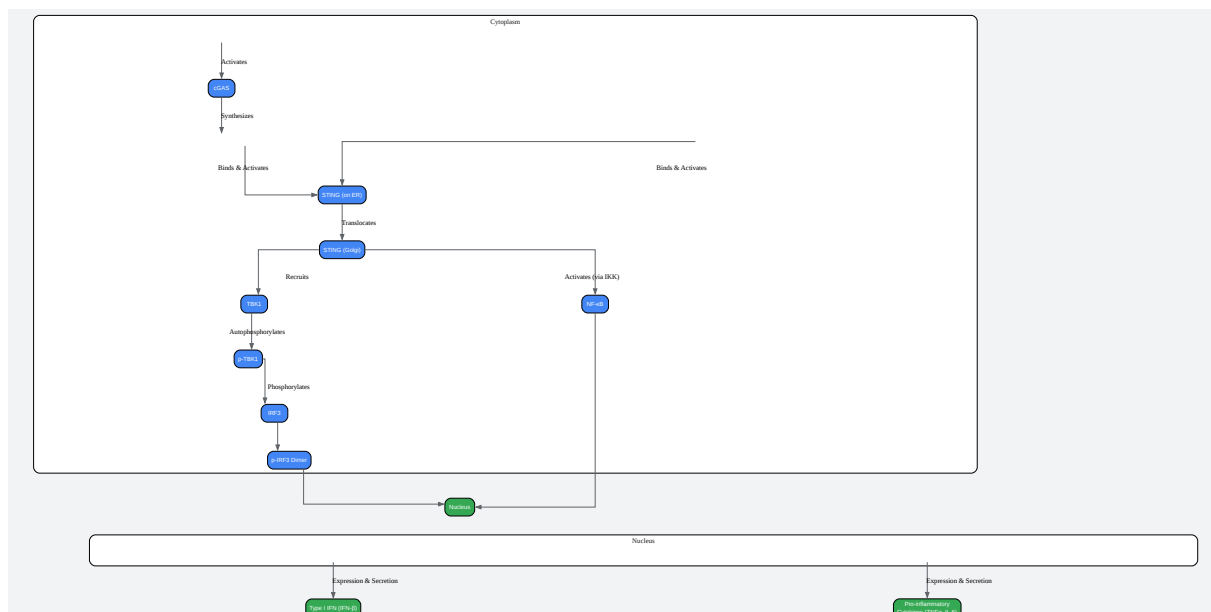 Cytoplasm
Activates
cGAS
Synthesizes
Binds & Activates
Binds & Activates
STING (on ER)
Translocates
STING (Golgi)
Recruits
Activates (via IKK)
TBK1
NF-κB
Autophosphorylates
p-TBK1
Phosphorylates
IRF3
p-IRF3 Dimer
Nucleus
Nucleus
Expression & Secretion
Expression & Secretion
Type I IFN (IFN-β)
Pro-inflammatory